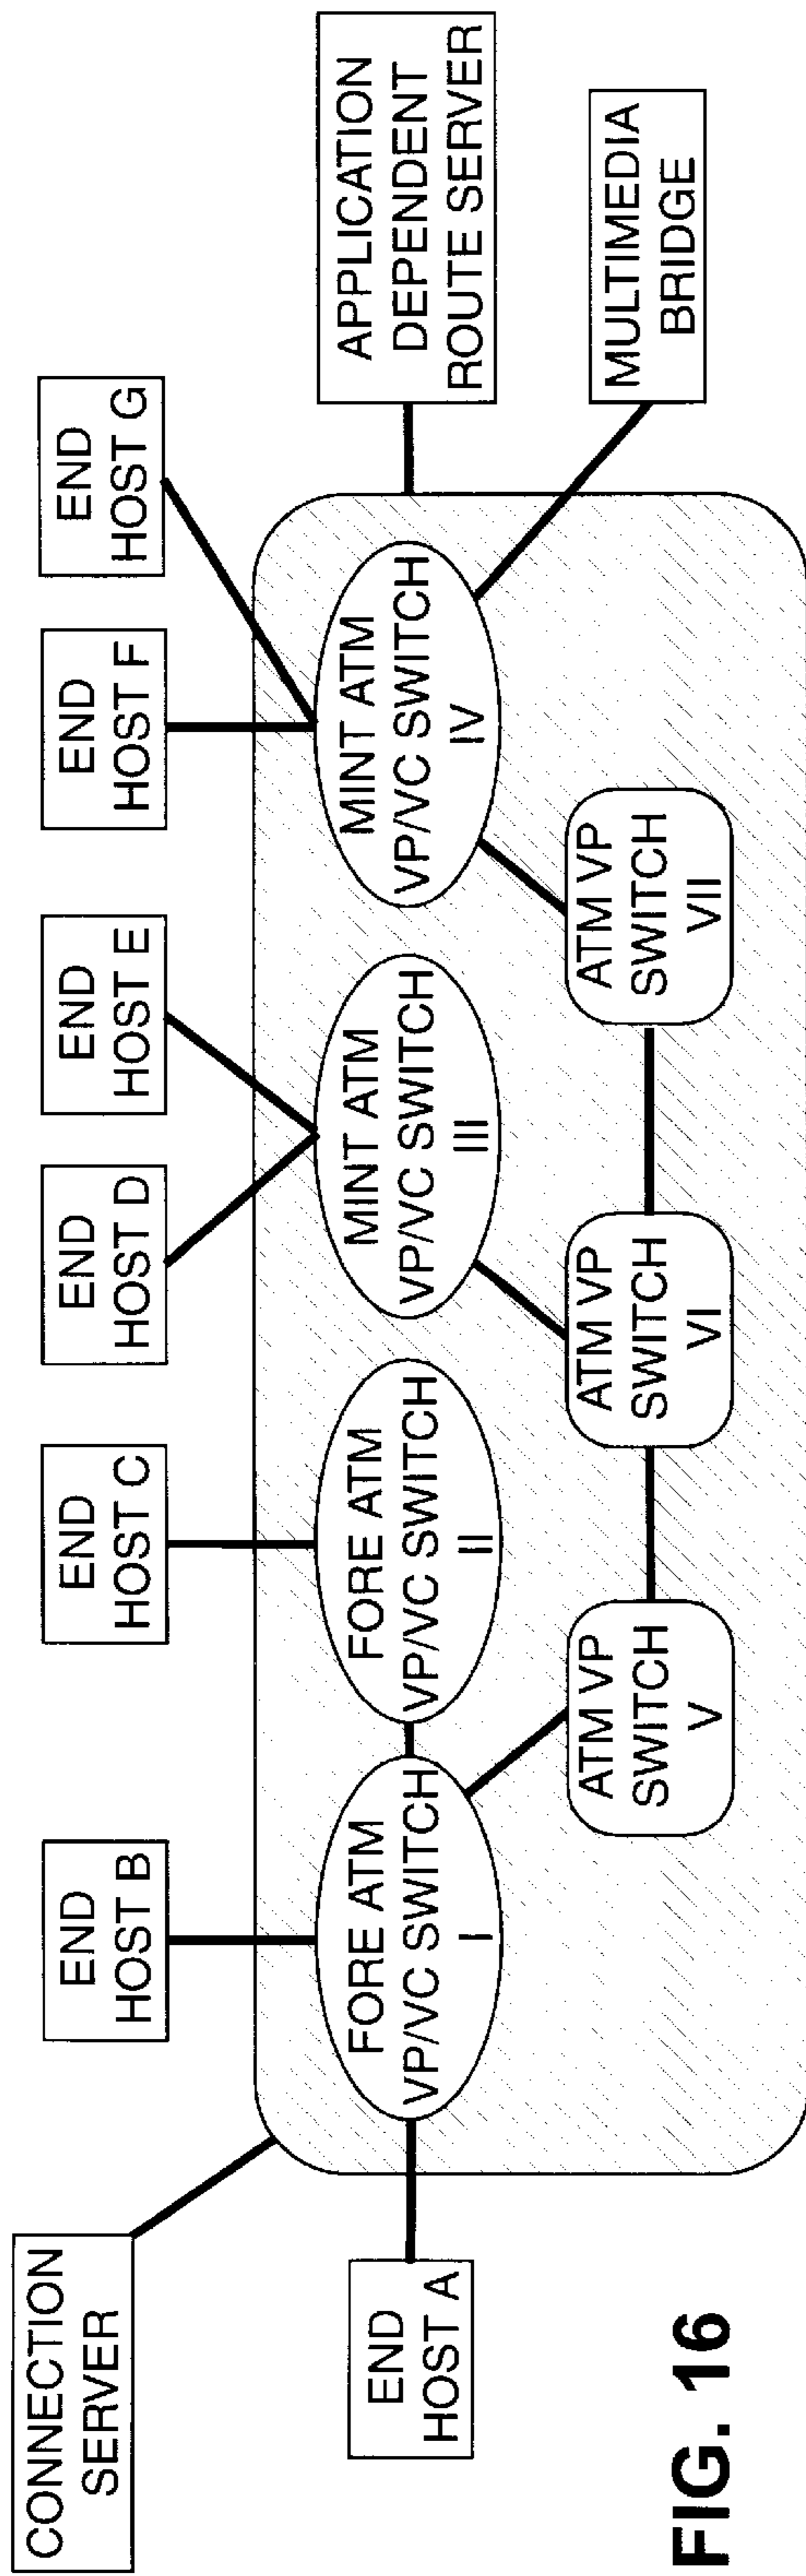 CONNECTION
SERVER
END
HOST A
END
HOST B
END
HOST C
END
HOST D
END
HOST E
END
HOST F
END
HOST G
FORE ATM
VP/VC SWITCH
I
FORE ATM
VP/VC SWITCH
II
MINT ATM
VP/VC SWITCH
III
MINT ATM
VP/VC SWITCH
IV
ATM VP
SWITCH
V
ATM VP
SWITCH
VI
ATM VP
SWITCH
VII
APPLICATION
DEPENDENT
ROUTE SERVER
MULTIMEDIA
BRIDGE
FIG. 16